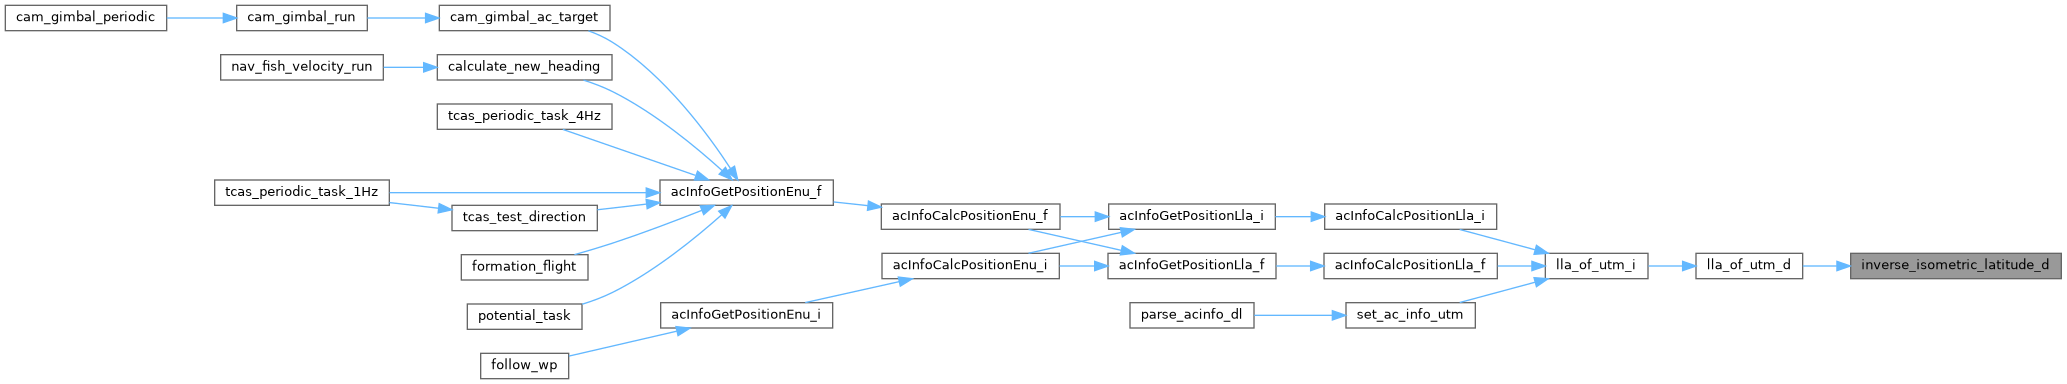 cam_gimbal_periodic
cam_gimbal_run
cam_gimbal_ac_target
nav_fish_velocity_run
calculate_new_heading
tcas_periodic_task_4Hz
tcas_periodic_task_1Hz
acInfoGetPositionEnu_f
tcas_test_direction
acInfoCalcPositionEnu_f
acInfoGetPositionLla_i
acInfoCalcPositionLla_i
formation_flight
acInfoCalcPositionEnu_i
acInfoGetPositionLla_f
acInfoCalcPositionLla_f
lla_of_utm_i
lla_of_utm_d
inverse_isometric_latitude_d
potential_task
acInfoGetPositionEnu_i
parse_acinfo_dl
set_ac_info_utm
follow_wp